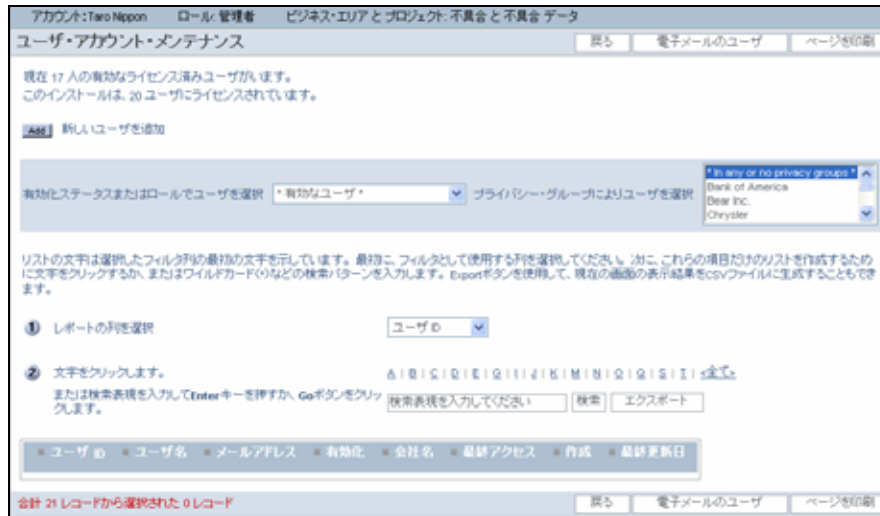 アカウント: Taro Nippon ロール: 管理者 ビジネス・エリア と プロジェクト: 不具合 と 不具合 データ
ユーザ・アカウント・メンテナンス 戻る 電子メールのユーザ ページを印刷
現在 17 人の有効なライセンス済みユーザがいます。
このインストールは、20 ユーザにライセンスされています。
Add 新しいユーザを追加
有効化ステータスまたはロールでユーザを選択 * 有効なユーザ * プライバシー・グループによりユーザを選択
* In any or no privacy groups *
Bank of America
Bear Inc.
Chrysler
リストの文字は選択したフィルタ列の最初の文字を示しています。最初に、フィルタとして使用する列を選択してください。次に、これらの項目だけのリストを作成するため
に文字をクリックするか、またはワイルドカード(*)などの検索パターンを入力します。Exportボタンを使用して、現在の画面の表示結果をCSVファイルに生成することもでき
ます。
1 レポートの列を選択 ユーザ ID
2 文字をクリックします。 A | B | C | D | E | G | I | J | K | M | N | O | Q | S | T | <全て>
または検索表現を入力してEnterキーを押すか、Goボタンをクリッ
クします。 検索表現を入力してください 検索 エクスポート
ユーザ ID ユーザ名 メールアドレス 有効化 会社名 最終アクセス 作成 最終更新日
合計 21 レコードから選択された 0 レコード 戻る 電子メールのユーザ ページを印刷